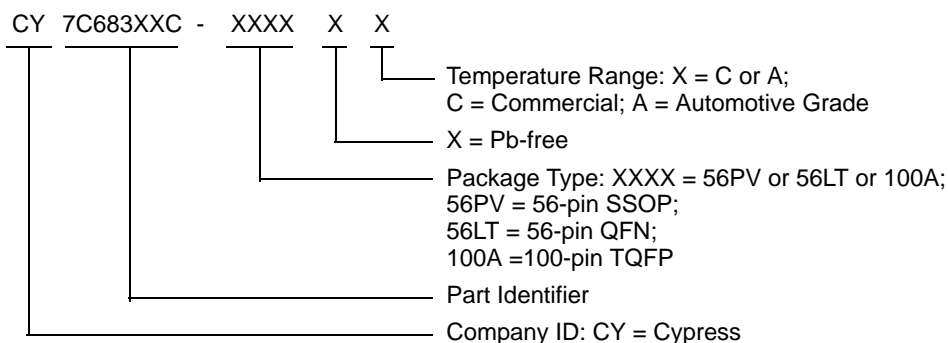 CY 7C683XXC - XXXX X X
Temperature Range: X = C or A;
C = Commercial; A = Automotive Grade
X = Pb-free
Package Type: XXXX = 56PV or 56LT or 100A;
56PV = 56-pin SSOP;
56LT = 56-pin QFN;
100A =100-pin TQFP
Part Identifier
Company ID: CY = Cypress